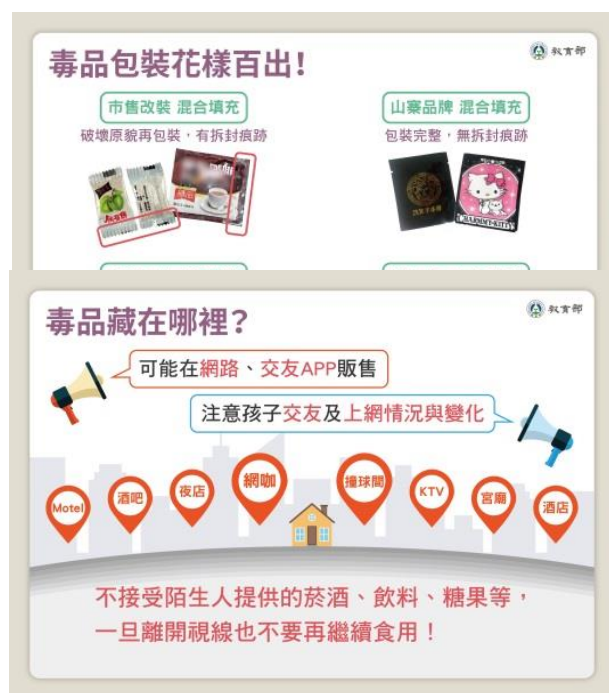 毒品包裝花樣百出！
教育部
市售改裝 混合填充
破壞原貌再包裝，有拆封痕跡
山寨品牌 混合填充
包裝完整，無拆封痕跡
CHARMMY KITTY
毒品藏在哪裡？
教育部
可能在網路、交友APP販售
注意孩子交友及上網情況與變化
Motel
酒吧
夜店
網咖
撞球間
KTV
宮廟
酒店
不接受陌生人提供的菸酒、飲料、糖果等，
一旦離開視線也不要再繼續食用！